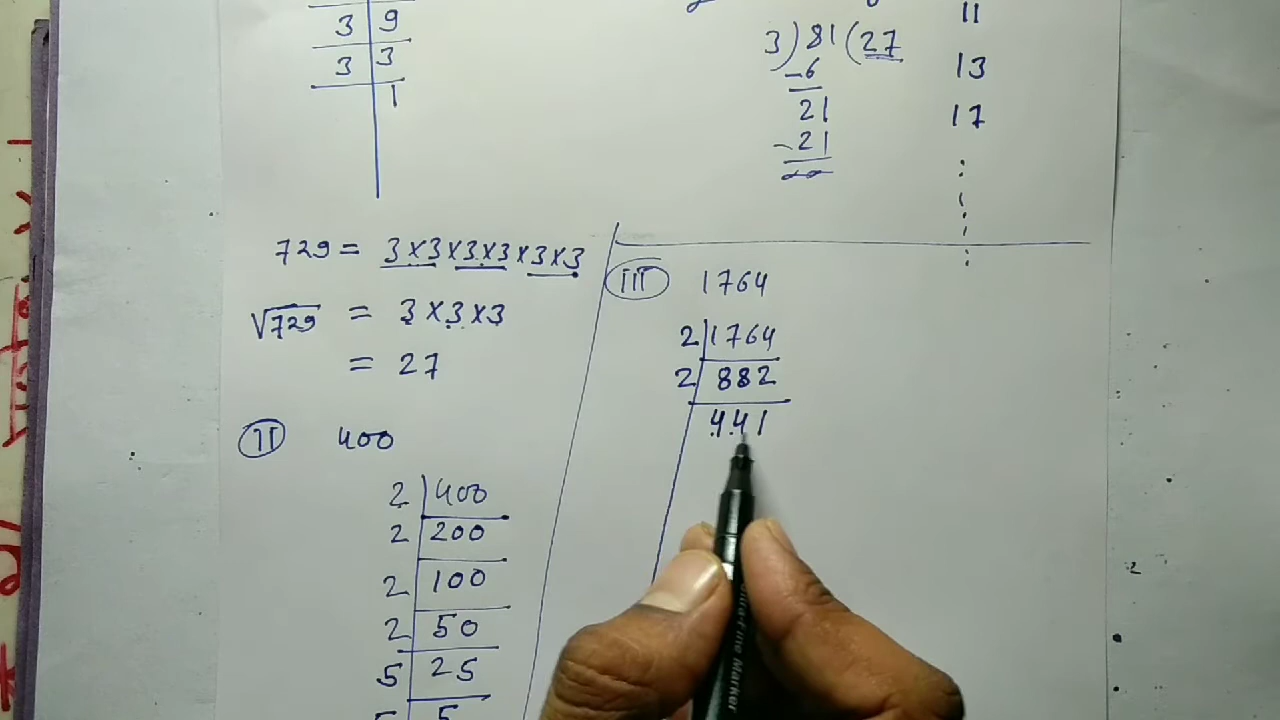 3 | 9
3 | 3
1
3 ) 81 ( 27
-6
21
-21
11
13
17
729 = 3×3×3×3×3×3
√729 = 3×3×3
= 27
II 400
2 | 400
2 | 200
2 | 100
2 | 50
5 | 25
5 | 5
III 1764
2 | 1764
2 | 882
441